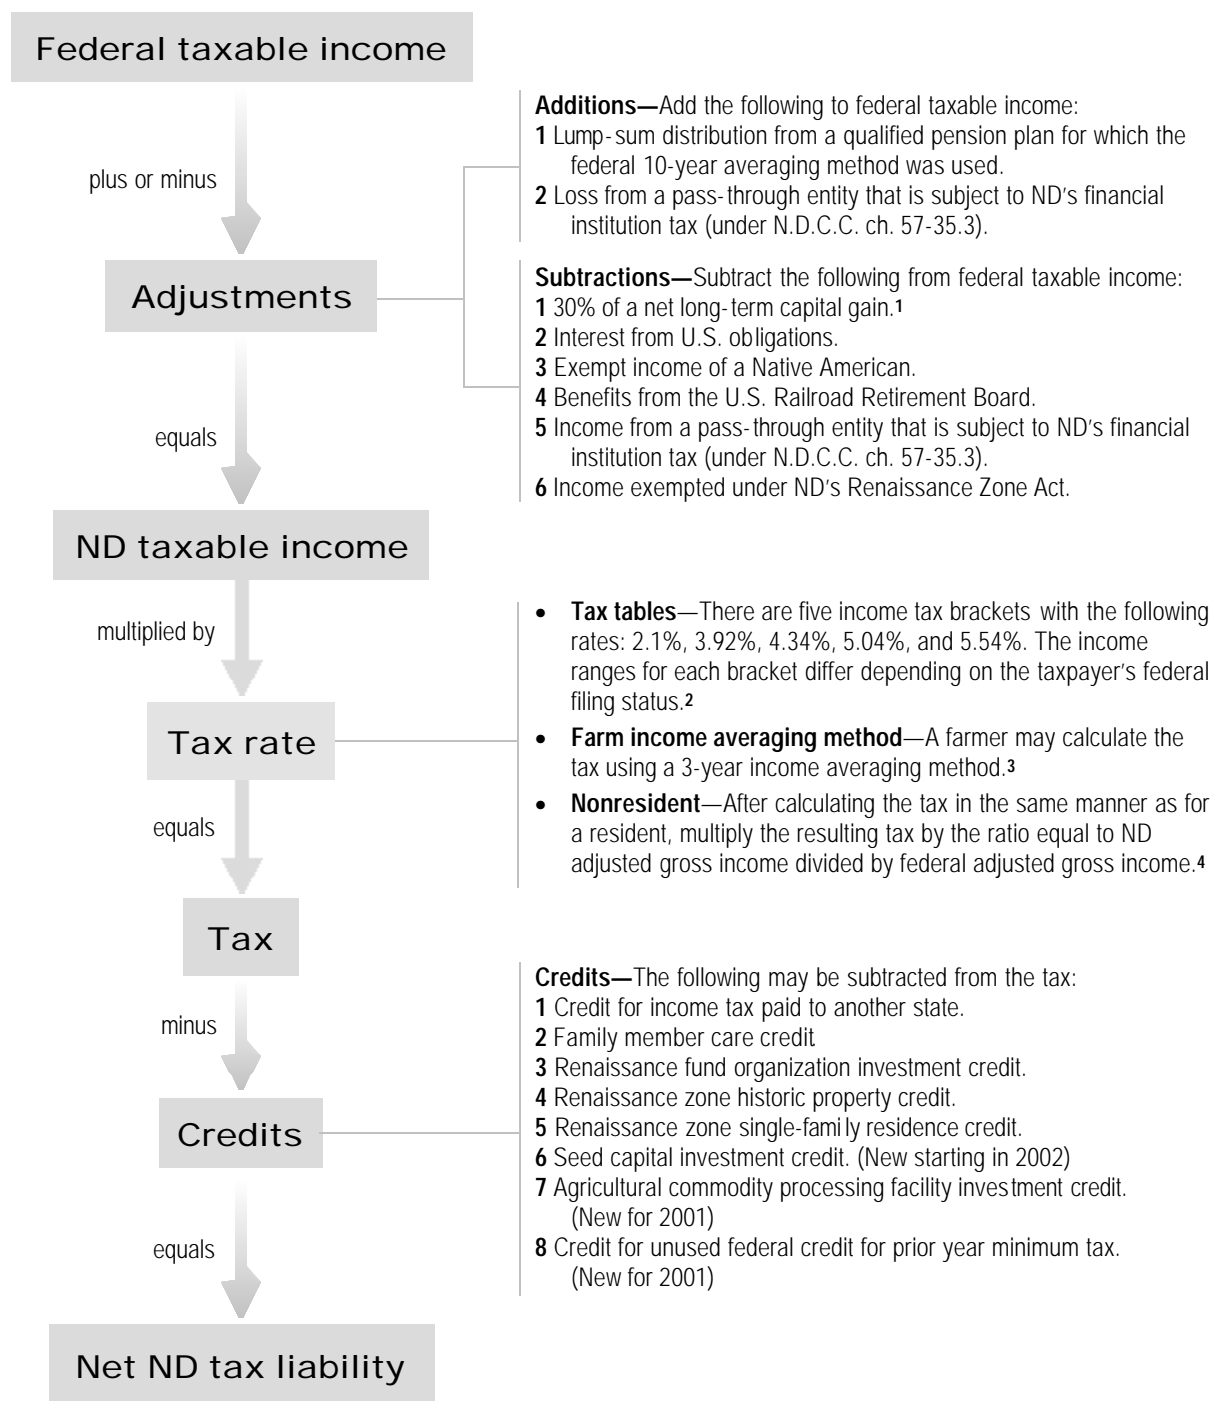 Federal taxable income
plus or minus
Additions—Add the following to federal taxable income:
1 Lump-sum distribution from a qualified pension plan for which the
federal 10-year averaging method was used.
2 Loss from a pass-through entity that is subject to ND's financial
institution tax (under N.D.C.C. ch. 57-35.3).
Adjustments
Subtractions—Subtract the following from federal taxable income:
1 30% of a net long-term capital gain.1
2 Interest from U.S. obligations.
3 Exempt income of a Native American.
4 Benefits from the U.S. Railroad Retirement Board.
5 Income from a pass-through entity that is subject to ND's financial
institution tax (under N.D.C.C. ch. 57-35.3).
6 Income exempted under ND's Renaissance Zone Act.
equals
ND taxable income
multiplied by
• Tax tables—There are five income tax brackets with the following
rates: 2.1%, 3.92%, 4.34%, 5.04%, and 5.54%. The income
ranges for each bracket differ depending on the taxpayer's federal
filing status.2
Tax rate
• Farm income averaging method—A farmer may calculate the
tax using a 3-year income averaging method.3
• Nonresident—After calculating the tax in the same manner as for
a resident, multiply the resulting tax by the ratio equal to ND
adjusted gross income divided by federal adjusted gross income.4
equals
Tax
minus
Credits—The following may be subtracted from the tax:
1 Credit for income tax paid to another state.
2 Family member care credit
3 Renaissance fund organization investment credit.
4 Renaissance zone historic property credit.
5 Renaissance zone single-family residence credit.
6 Seed capital investment credit. (New starting in 2002)
7 Agricultural commodity processing facility investment credit.
(New for 2001)
8 Credit for unused federal credit for prior year minimum tax.
(New for 2001)
Credits
equals
Net ND tax liability